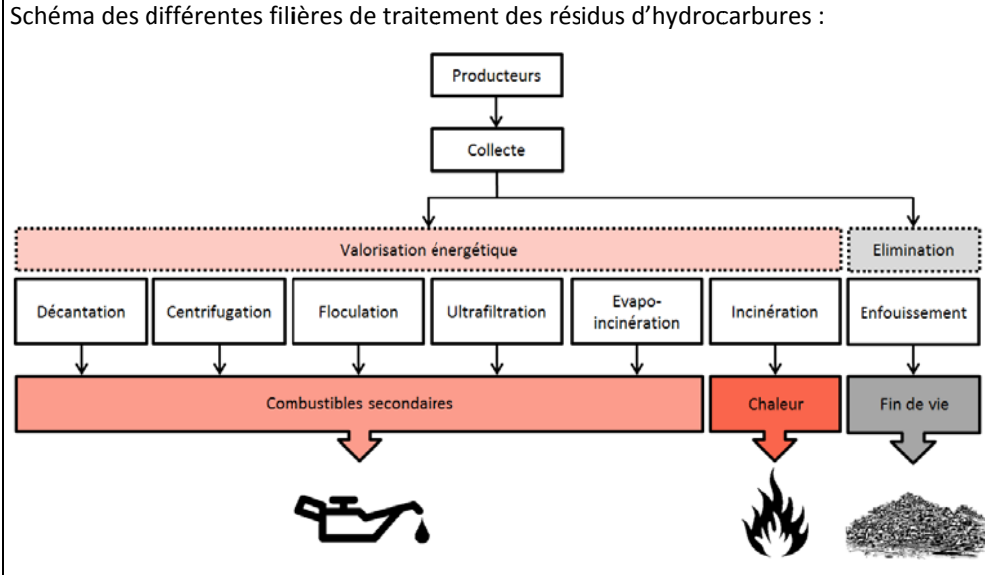 Schéma des différentes filières de traitement des résidus d’hydrocarbures :
Producteurs
Collecte
Valorisation énergétique
Elimination
Décantation
Centrifugation
Floculation
Ultrafiltration
Evapo-
incinération
Incinération
Enfouissement
Combustibles secondaires
Chaleur
Fin de vie